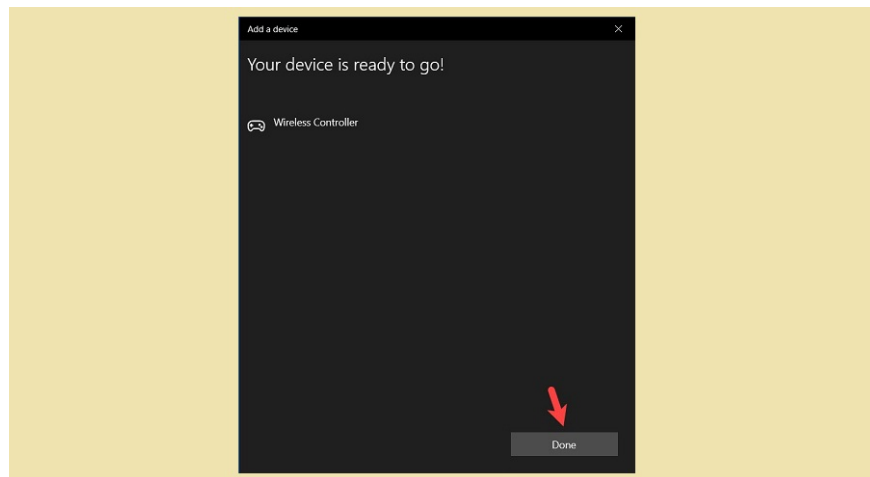 Add a device
Your device is ready to go!
Wireless Controller
Done